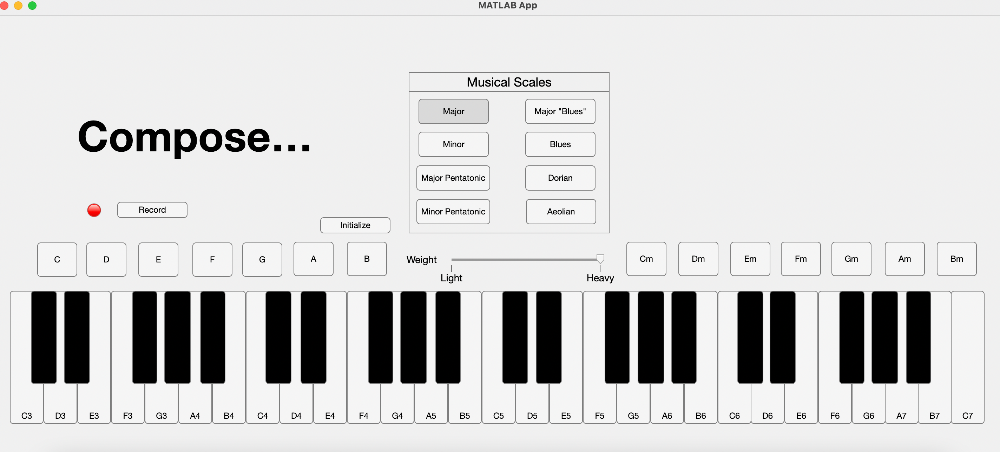 MATLAB App
Musical Scales
Major
Major "Blues"
Compose...
Minor
Blues
Major Pentatonic
Dorian
Record
Minor Pentatonic
Aeolian
Initialize
C D E F G A B
Weight
Light Heavy
Cm Dm Em Fm Gm Am Bm
C3 D3 E3 F3 G3 A4 B4 C4 D4 E4 F4 G4 A5 B5 C5 D5 E5 F5 G5 A6 B6 C6 D6 E6 F6 G6 A7 B7 C7